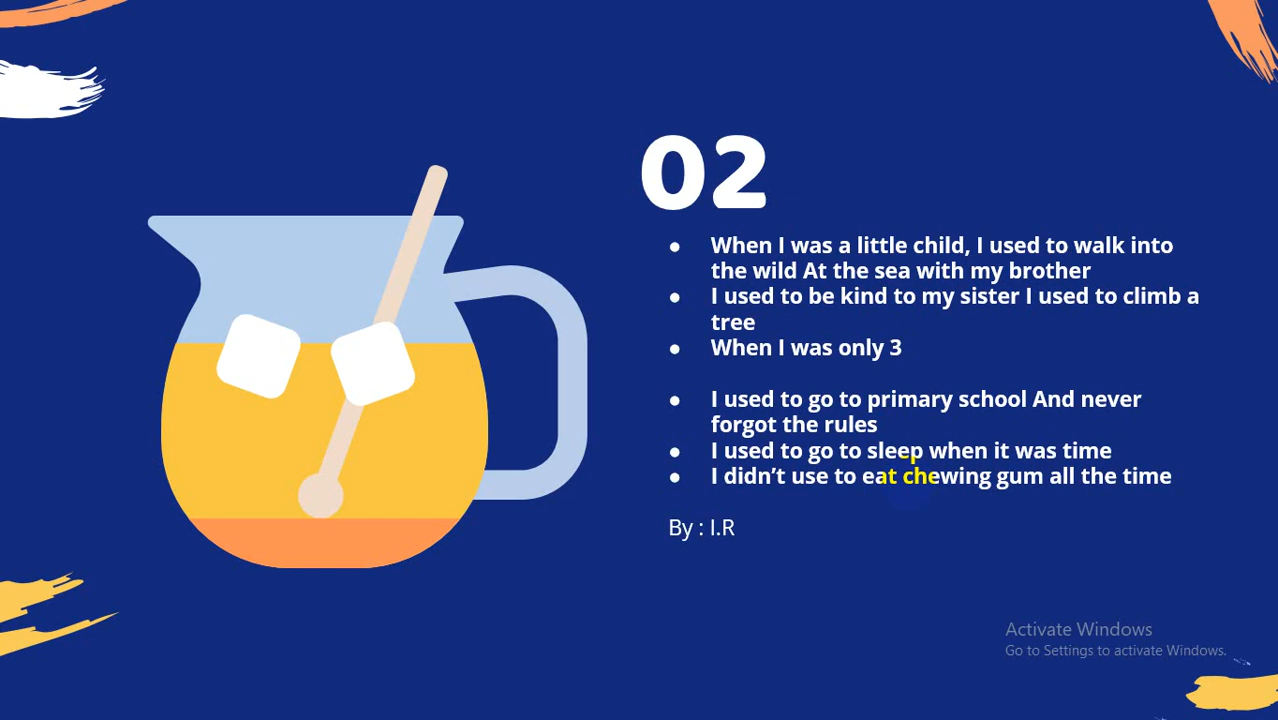 02
● When I was a little child, I used to walk into
the wild At the sea with my brother
● I used to be kind to my sister I used to climb a
tree
● When I was only 3
● I used to go to primary school And never
forgot the rules
● I used to go to sleep when it was time
● I didn’t use to eat chewing gum all the time
By : I.R
Activate Windows
Go to Settings to activate Windows.